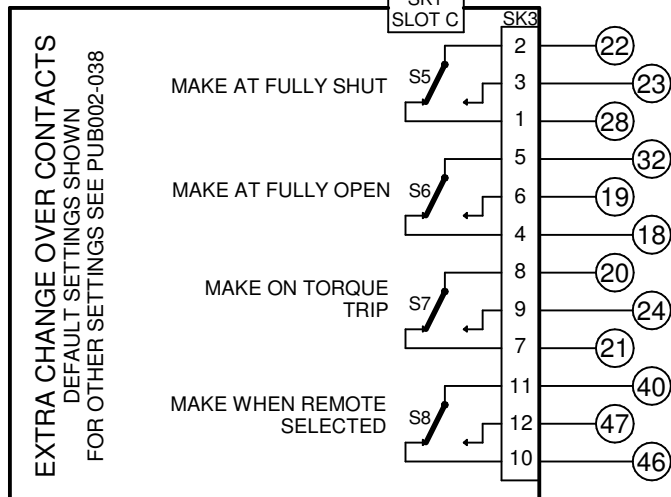 SLOT C
SK3
EXTRA CHANGE OVER CONTACTS
DEFAULT SETTINGS SHOWN
FOR OTHER SETTINGS SEE PUB002-038
MAKE AT FULLY SHUT
S5
2
22
3
23
1
28
MAKE AT FULLY OPEN
S6
5
32
6
19
4
18
MAKE ON TORQUE
TRIP
S7
8
20
9
24
7
21
MAKE WHEN REMOTE
SELECTED
S8
11
40
12
47
10
46